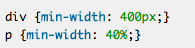 div {min-width: 400px;}
p {min-width: 40%;}